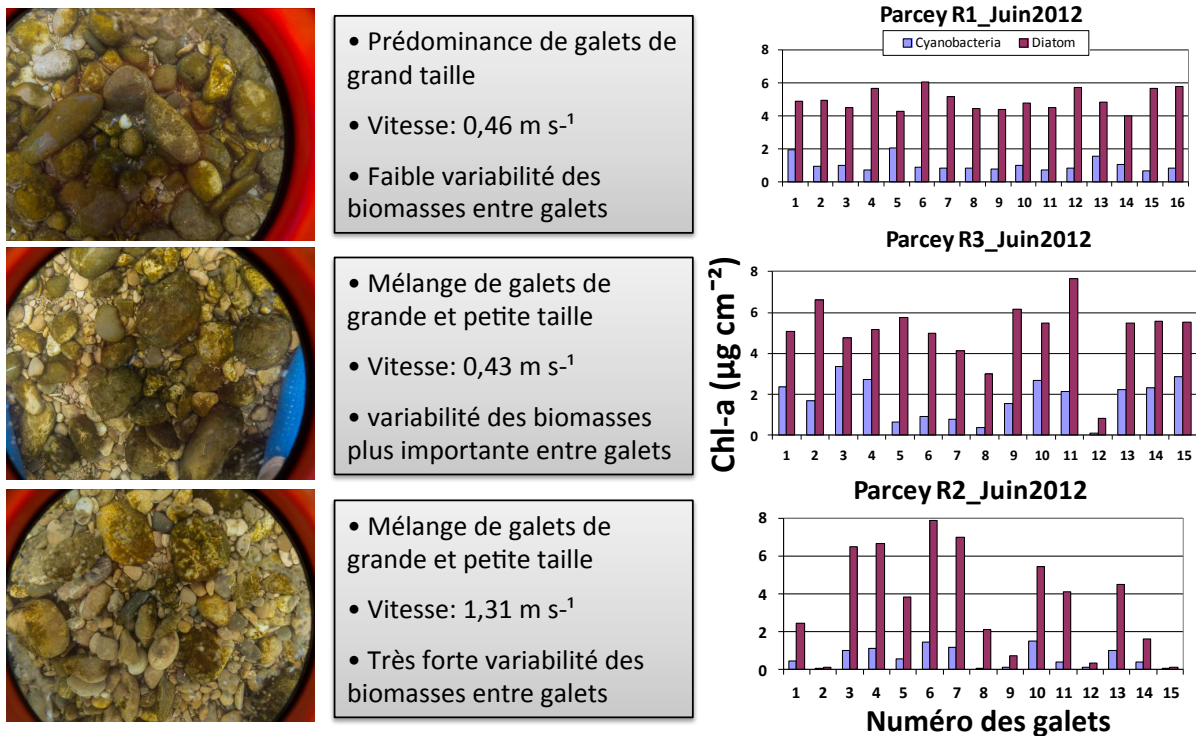 • Prédominance de galets de
grand taille
• Vitesse: 0,46 m s-¹
• Faible variabilité des
biomasses entre galets
Parcey R1_Juin2012
Cyanobacteria Diatom
8
6
4
2
0
1 2 3 4 5 6 7 8 9 10 11 12 13 14 15 16
• Mélange de galets de
grande et petite taille
• Vitesse: 0,43 m s-¹
• variabilité des biomasses
plus importante entre galets
Parcey R3_Juin2012
Chl-a (µg cm⁻²)
8
6
4
2
0
1 2 3 4 5 6 7 8 9 10 11 12 13 14 15
• Mélange de galets de
grande et petite taille
• Vitesse: 1,31 m s-¹
• Très forte variabilité des
biomasses entre galets
Parcey R2_Juin2012
8
6
4
2
0
1 2 3 4 5 6 7 8 9 10 11 12 13 14 15
Numéro des galets